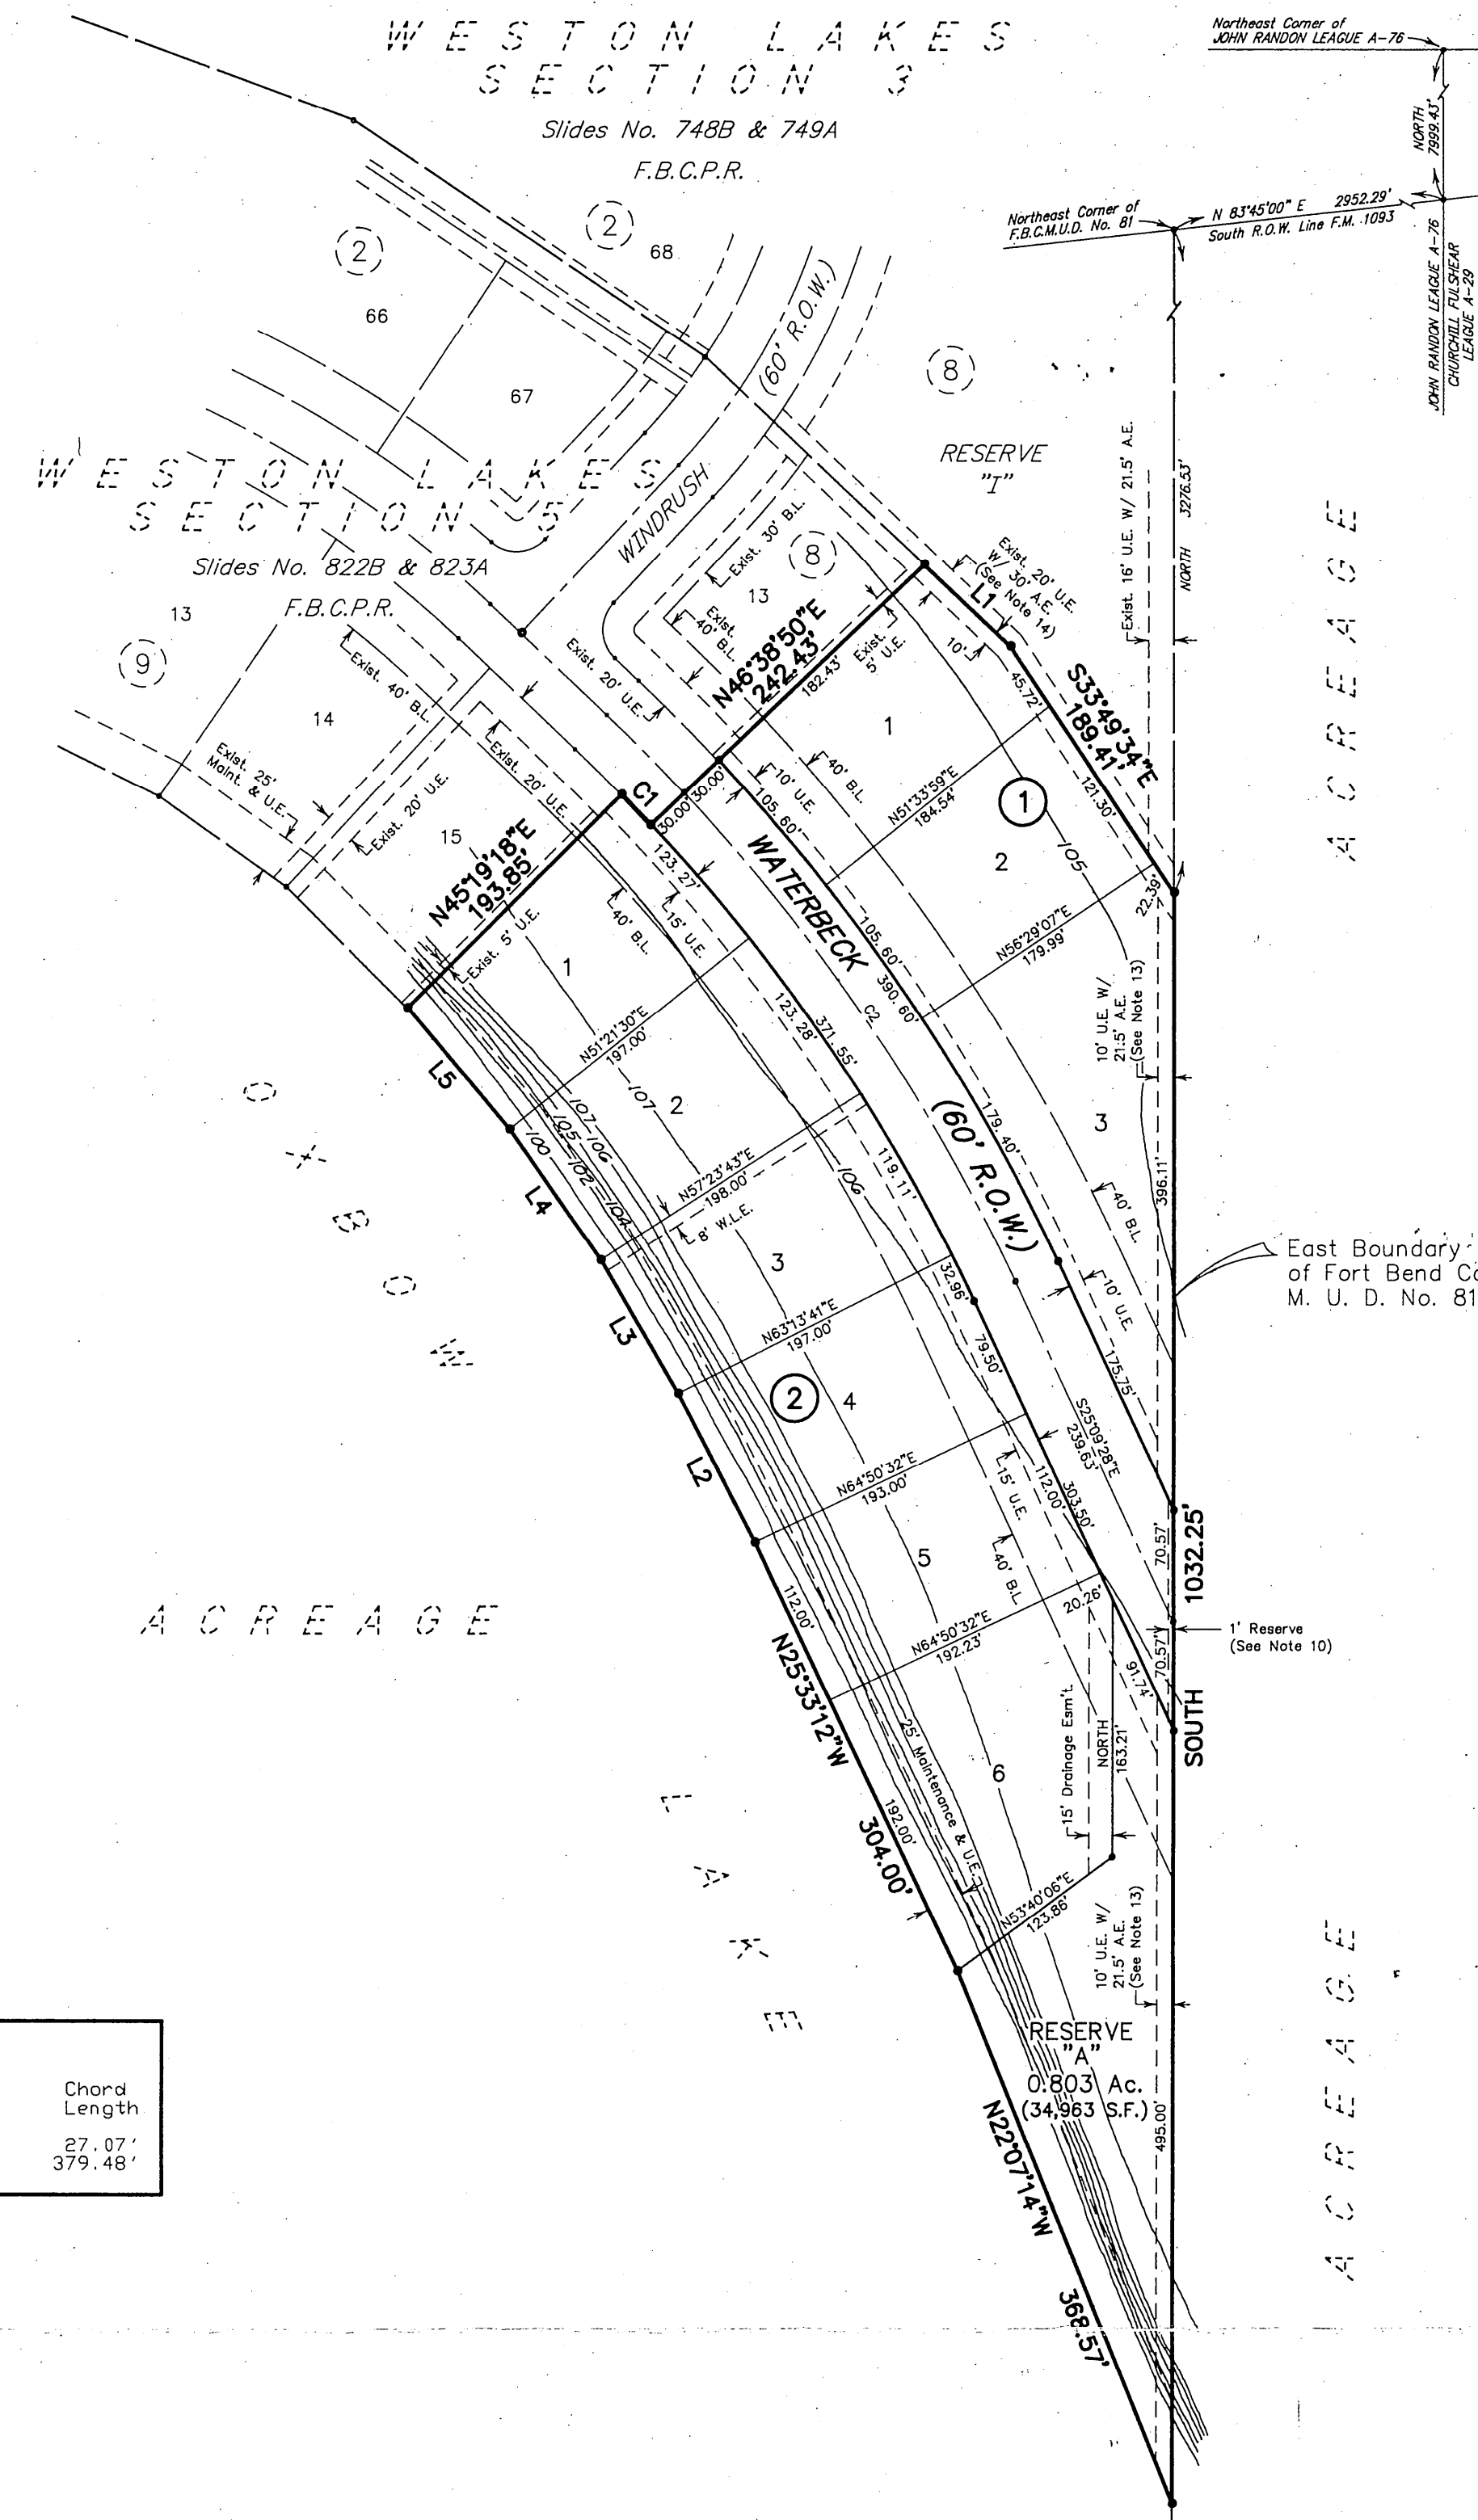 WESTON LAKES
SECTION 3
Slides No. 748B & 749A
F.B.C.P.R.
Northeast Corner of
JOHN RANDON LEAGUE A-76
NORTH
7999.43'
Northeast Corner of
F.B.C.M.U.D. No. 81
N 83°45'00" E 2952.29'
South R.O.W. Line F.M. 1093
JOHN RANDON LEAGUE A-76
CHURCHILL FULSHEAR
LEAGUE A-29
2
2
68
66
67
(60' R.O.W.)
WINDRUSH
8
RESERVE
"I"
Exist. 16' U.E. W/ 21.5' A.E.
NORTH 3276.53'
ACREAGE
WESTON LAKES
SECTION 5
Slides No. 822B & 823A
F.B.C.P.R.
13
9
14
15
Exist. 40' B.L.
Exist. 25'
Maint. & U.E.
Exist. 20' U.E.
Exist. 20' U.E.
Exist. 20' U.E.
Exist. 30' B.L.
8
13
Exist.
40' B.L.
Exist.
5' U.E.
Exist. 20' U.E.
W/ 30' A.E.
(See Note 14)
L1
10'
N46°38'50"E
242.43'
182.43'
45.72'
S33°49'34"E
189.41'
121.30'
22.39'
1
10' U.E.
40' B.L.
N51°33'59"E
184.54'
1
2
105
N56°29'07"E
179.99'
C1
30.00'
30.00'
105.60'
105.60'
390.60'
179.40'
WATERBECK
(60' R.O.W.)
C2
N45°19'18"E
193.85'
Exist. 5' U.E.
123.27'
15' U.E.
40' B.L.
1
N51°21'30"E
197.00'
123.28'
371.55'
107
2
L5
100
102
104
105
106
107
N57°23'43"E
198.00'
8' W.L.E.
L4
106
119.11'
3
10' U.E. W/
21.5' A.E.
(See Note 13)
3
396.11'
40' B.L.
East Boundary
of Fort Bend Co
M. U. D. No. 81
OXBOW
L3
N63°13'41"E
197.00'
32.96'
79.50'
10' U.E.
175.75'
2
4
S25°09'28"E
239.63'
L2
N64°50'32"E
193.00'
15' U.E.
112.00'
303.50'
40' B.L.
5
70.57'
1032.25'
112.00'
N64°50'32"E
192.23'
20.26'
1' Reserve
(See Note 10)
70.57'
91.74'
SOUTH
ACREAGE
N25°33'12"W
304.00'
192.00'
25' Maintenance & U.E.
6
15' Drainage Esm't.
NORTH
163.21'
LAKE
N53°40'06"E
123.86'
10' U.E. W/
21.5' A.E.
(See Note 13)
ACREAGE
RESERVE
"A"
0.803 Ac.
(34,963 S.F.)
495.00'
N22°07'14"W
368.57'
Chord
Length
27.07'
379.48'